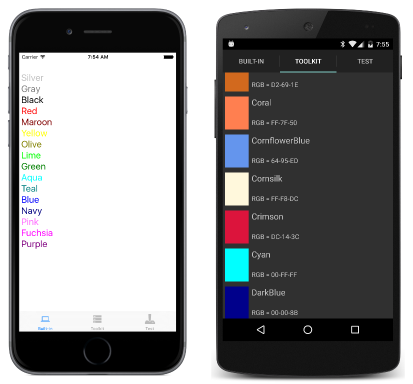 Carrier 7:54 AM
Silver
Gray
Black
Red
Maroon
Yellow
Olive
Lime
Green
Aqua
Teal
Blue
Navy
Pink
Fuchsia
Purple
Built-In Toolkit Test
7:55
BUILT-IN TOOLKIT TEST
RGB = D2-69-1E
Coral
RGB = FF-7F-50
CornflowerBlue
RGB = 64-95-ED
Cornsilk
RGB = FF-F8-DC
Crimson
RGB = DC-14-3C
Cyan
RGB = 00-FF-FF
DarkBlue
RGB = 00-00-8B